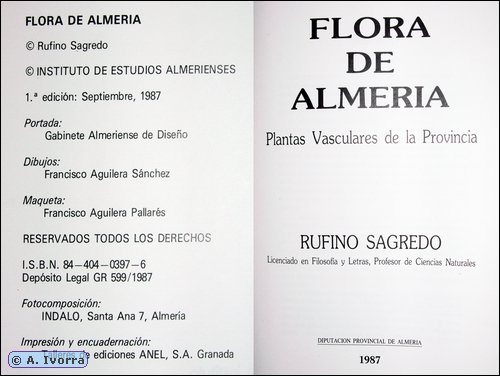 FLORA DE ALMERIA
© Rufino Sagredo
© INSTITUTO DE ESTUDIOS ALMERIENSES
1.ª edición: Septiembre, 1987
Portada:
Gabinete Almeriense de Diseño
Dibujos:
Francisco Aguilera Sánchez
Maqueta:
Francisco Aguilera Pallarés
RESERVADOS TODOS LOS DERECHOS
I.S.B.N. 84-404-0397-6
Depósito Legal GR 599/1987
Fotocomposición:
INDALO, Santa Ana 7, Almería
Impresión y encuadernación:
Talleres de ediciones ANEL, S.A. Granada
© A. Ivorra
FLORA
DE
ALMERIA
Plantas Vasculares de la Provincia
RUFINO SAGREDO
Licenciado en Filosofía y Letras, Profesor de Ciencias Naturales
DIPUTACION PROVINCIAL DE ALMERIA
1987